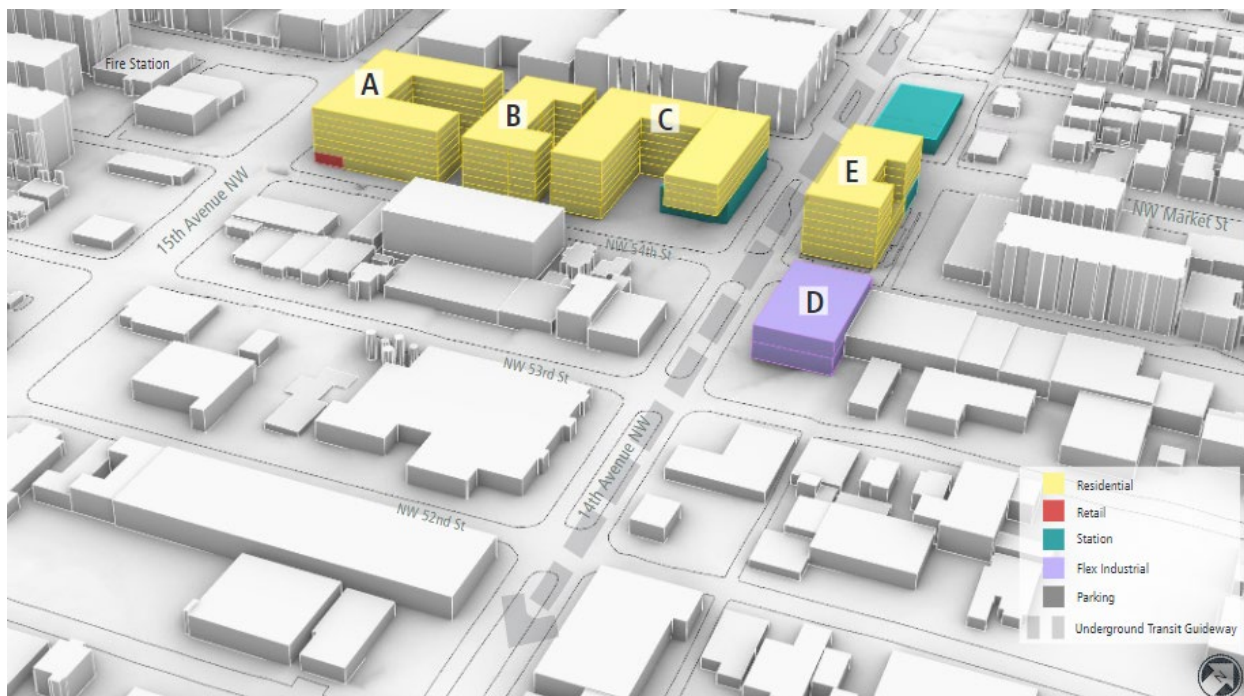 Fire Station
A
B
C
E
15th Avenue NW
NW Market St
NW 54th St
D
NW 53rd St
14th Avenue NW
NW 52nd St
Residential
Retail
Station
Flex Industrial
Parking
Underground Transit Guideway
N